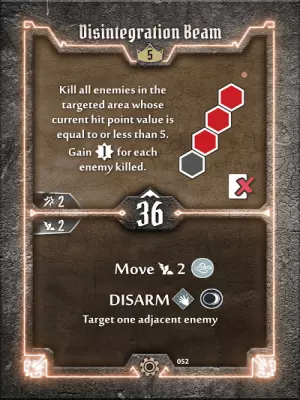 Disintegration Beam
5
Kill all enemies in the
targeted area whose
current hit point value is
equal to or less than 5.
Gain for each
enemy killed.
2
36
2
Move 2
DISARM
Target one adjacent enemy
052